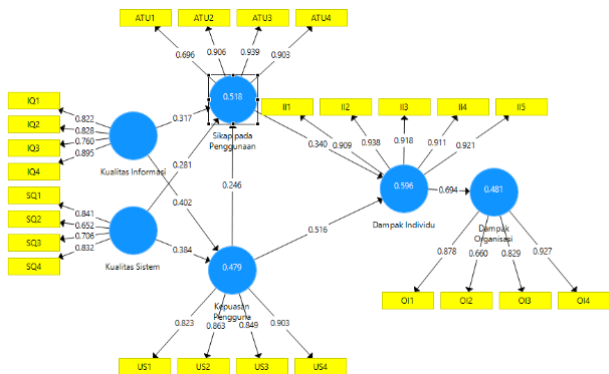 ATU1 ATU2 ATU3 ATU4
0.696 0.906 0.939 0.903
0.518
Sikap pada
Penggunaan
IQ1
IQ2
IQ3
IQ4
0.822
0.828
0.760
0.895
Kualitas Informasi
0.317
0.281
0.402
0.246
SQ1
SQ2
SQ3
SQ4
0.841
0.652
0.706
0.832
Kualitas Sistem
0.384
0.479
Kepuasan
Pengguna
0.823 0.863 0.849 0.903
US1 US2 US3 US4
II1 II2 II3 II4 II5
0.909 0.938 0.918 0.911 0.921
0.340
0.516
0.596
Dampak Individu
0.694
0.481
Dampak
Organisasi
0.878 0.660 0.829 0.927
OI1 OI2 OI3 OI4